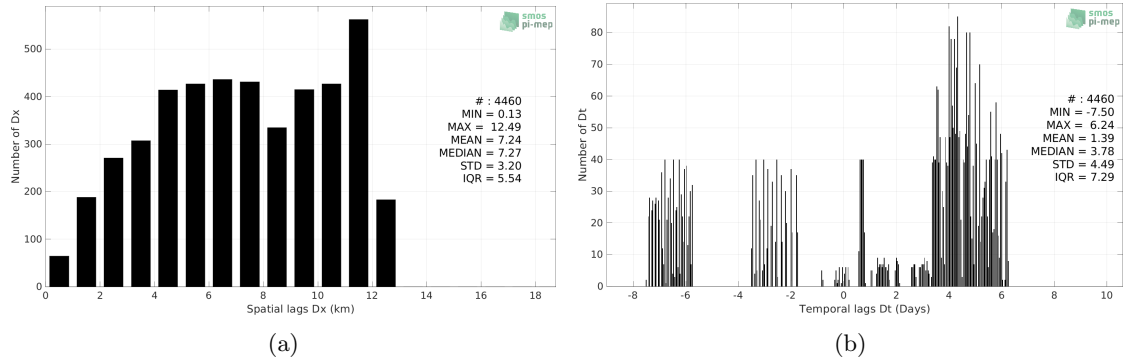 smos
pi-mep
Number of Dx
500
400
300
200
100
0
# : 4460
MIN = 0.13
MAX = 12.49
MEAN = 7.24
MEDIAN = 7.27
STD = 3.20
IQR = 5.54
0 2 4 6 8 10 12 14 16 18
Spatial lags Dx (km)
(a)
smos
pi-mep
Number of Dt
80
70
60
50
40
30
20
10
0
# : 4460
MIN = -7.50
MAX = 6.24
MEAN = 1.39
MEDIAN = 3.78
STD = 4.49
IQR = 7.29
-8 -6 -4 -2 0 2 4 6 8 10
Temporal lags Dt (Days)
(b)